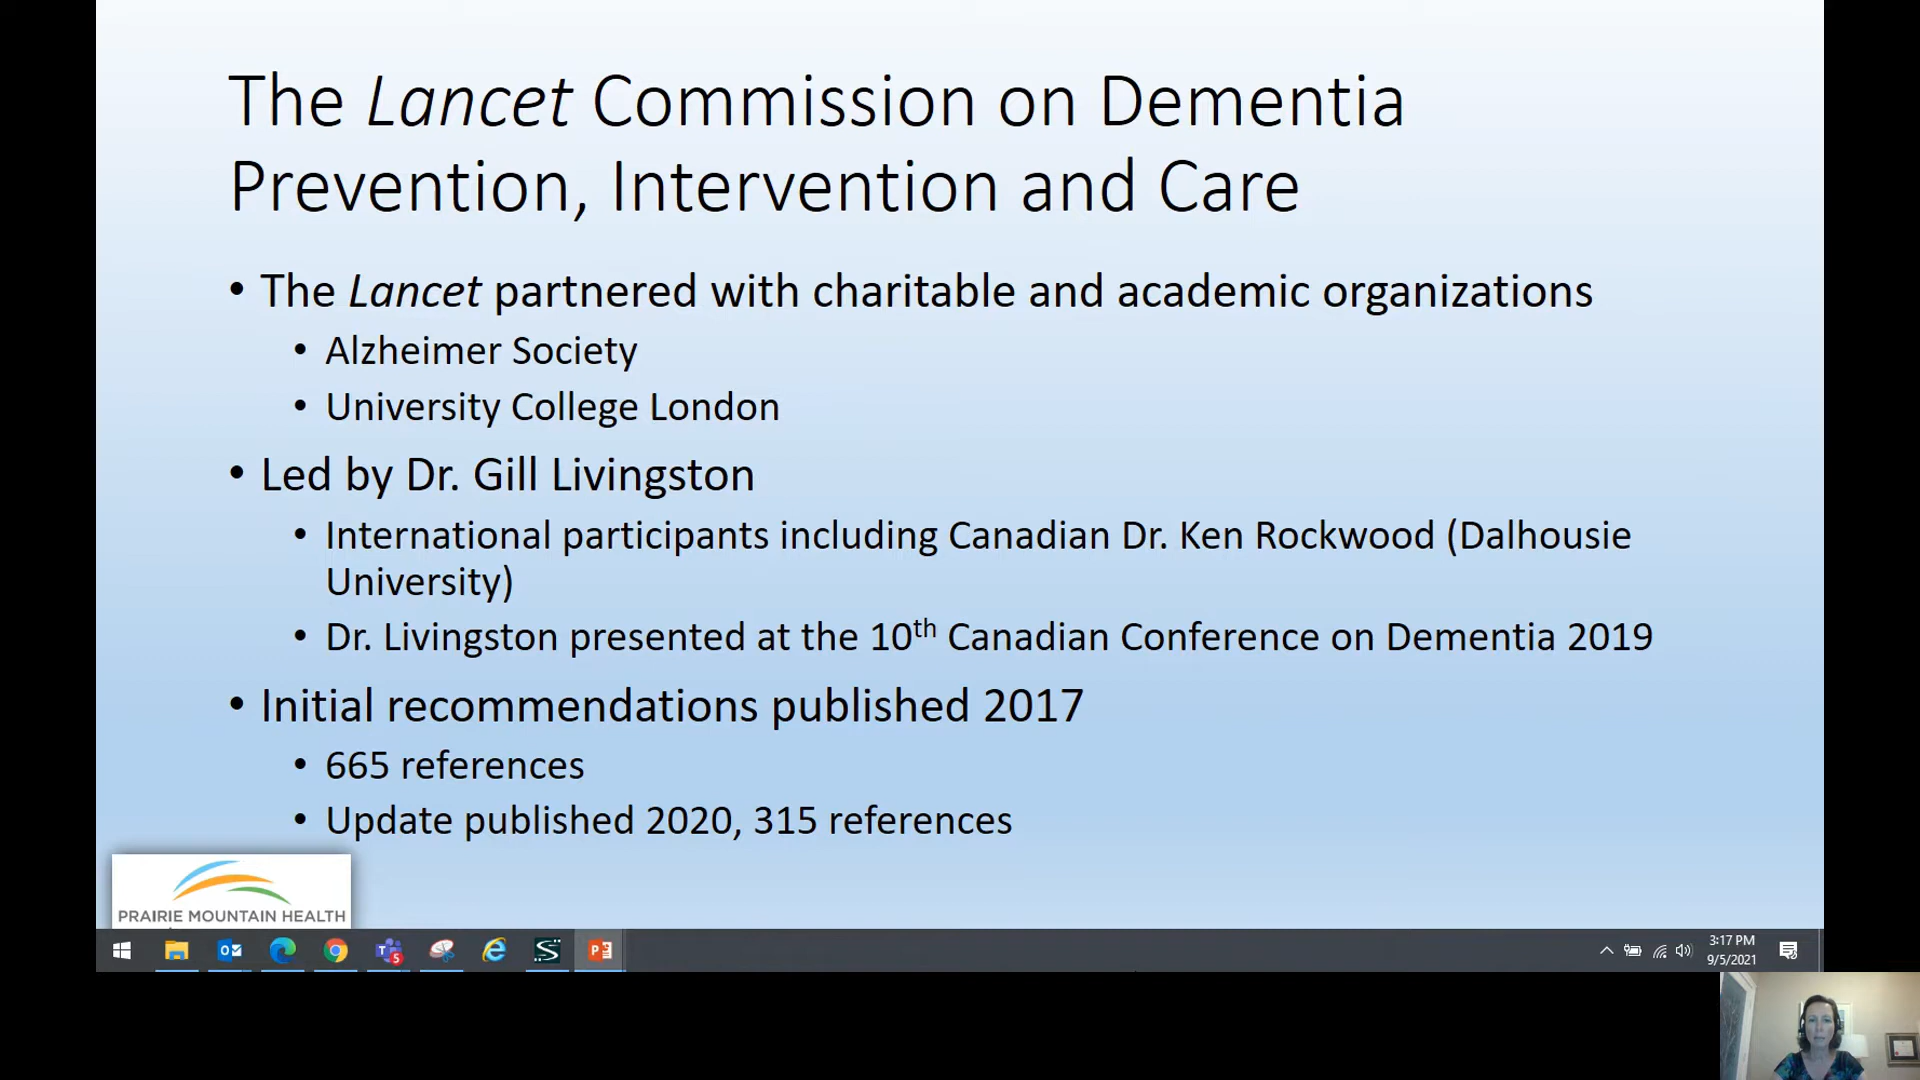 The Lancet Commission on Dementia
Prevention, Intervention and Care
• The Lancet partnered with charitable and academic organizations
• Alzheimer Society
• University College London
• Led by Dr. Gill Livingston
• International participants including Canadian Dr. Ken Rockwood (Dalhousie
University)
• Dr. Livingston presented at the 10th Canadian Conference on Dementia 2019
• Initial recommendations published 2017
• 665 references
• Update published 2020, 315 references
PRAIRIE MOUNTAIN HEALTH
3:17 PM
9/5/2021